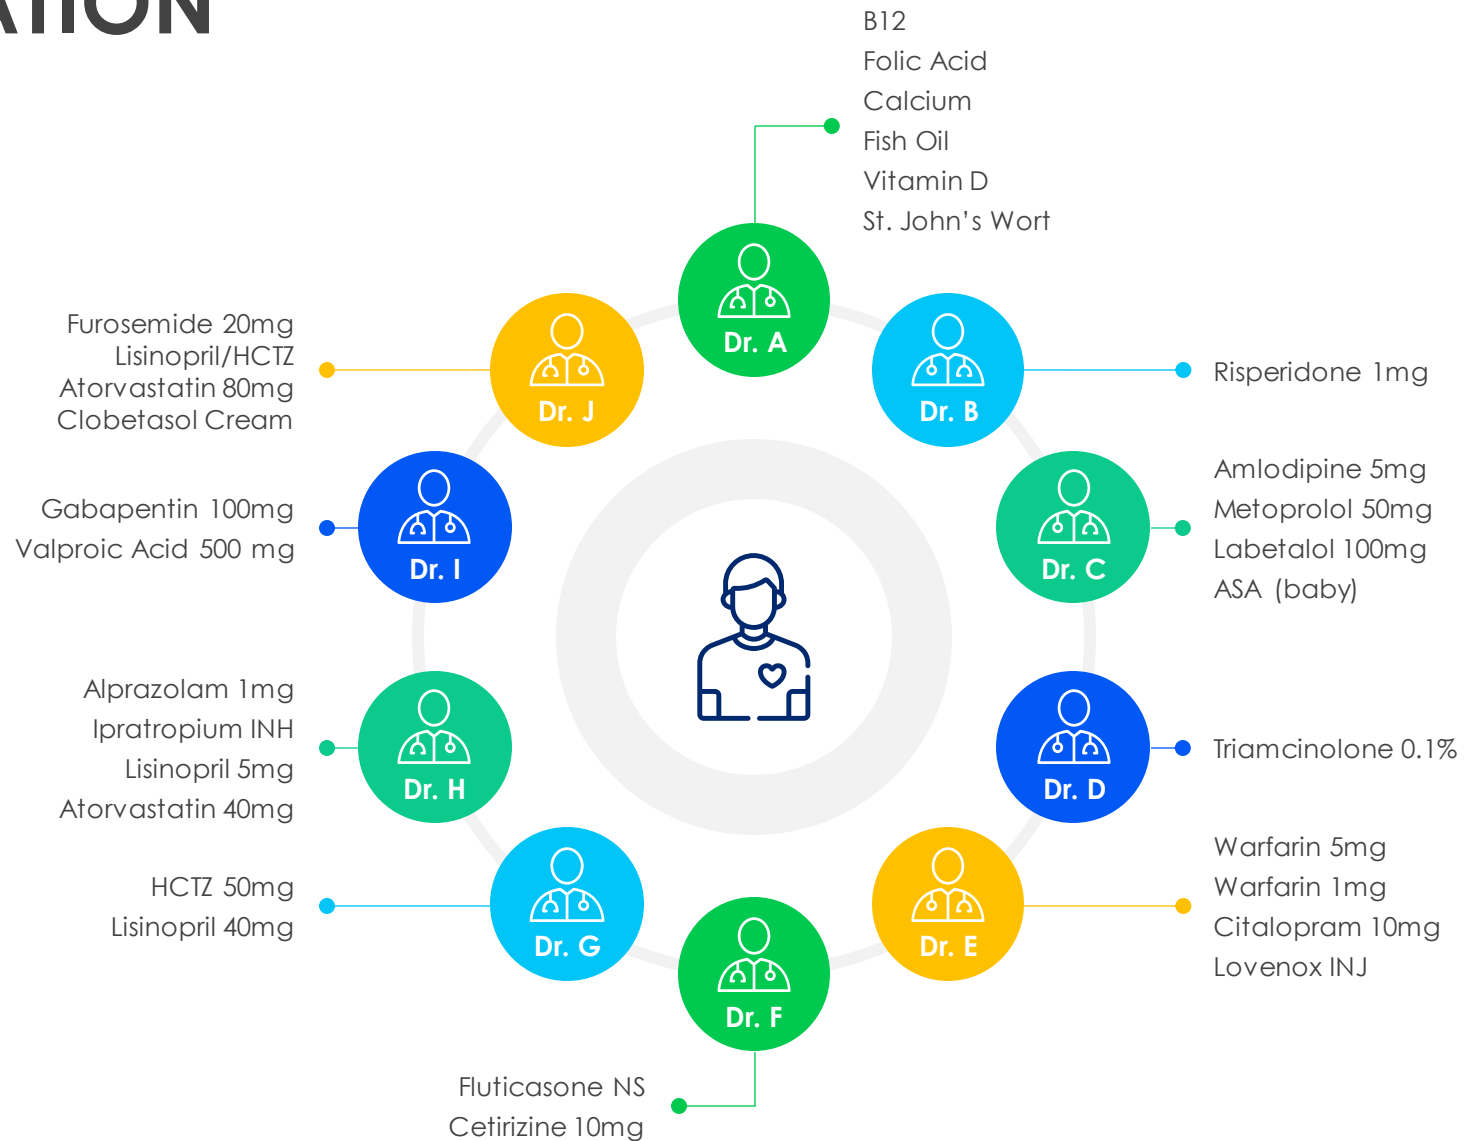 ATION
B12
Folic Acid
Calcium
Fish Oil
Vitamin D
St. John's Wort
Dr. A
Dr. B
Risperidone 1mg
Dr. C
Amlodipine 5mg
Metoprolol 50mg
Labetalol 100mg
ASA (baby)
Dr. D
Triamcinolone 0.1%
Dr. E
Warfarin 5mg
Warfarin 1mg
Citalopram 10mg
Lovenox INJ
Dr. F
Fluticasone NS
Cetirizine 10mg
Dr. G
HCTZ 50mg
Lisinopril 40mg
Dr. H
Alprazolam 1mg
Ipratropium INH
Lisinopril 5mg
Atorvastatin 40mg
Dr. I
Gabapentin 100mg
Valproic Acid 500 mg
Dr. J
Furosemide 20mg
Lisinopril/HCTZ
Atorvastatin 80mg
Clobetasol Cream